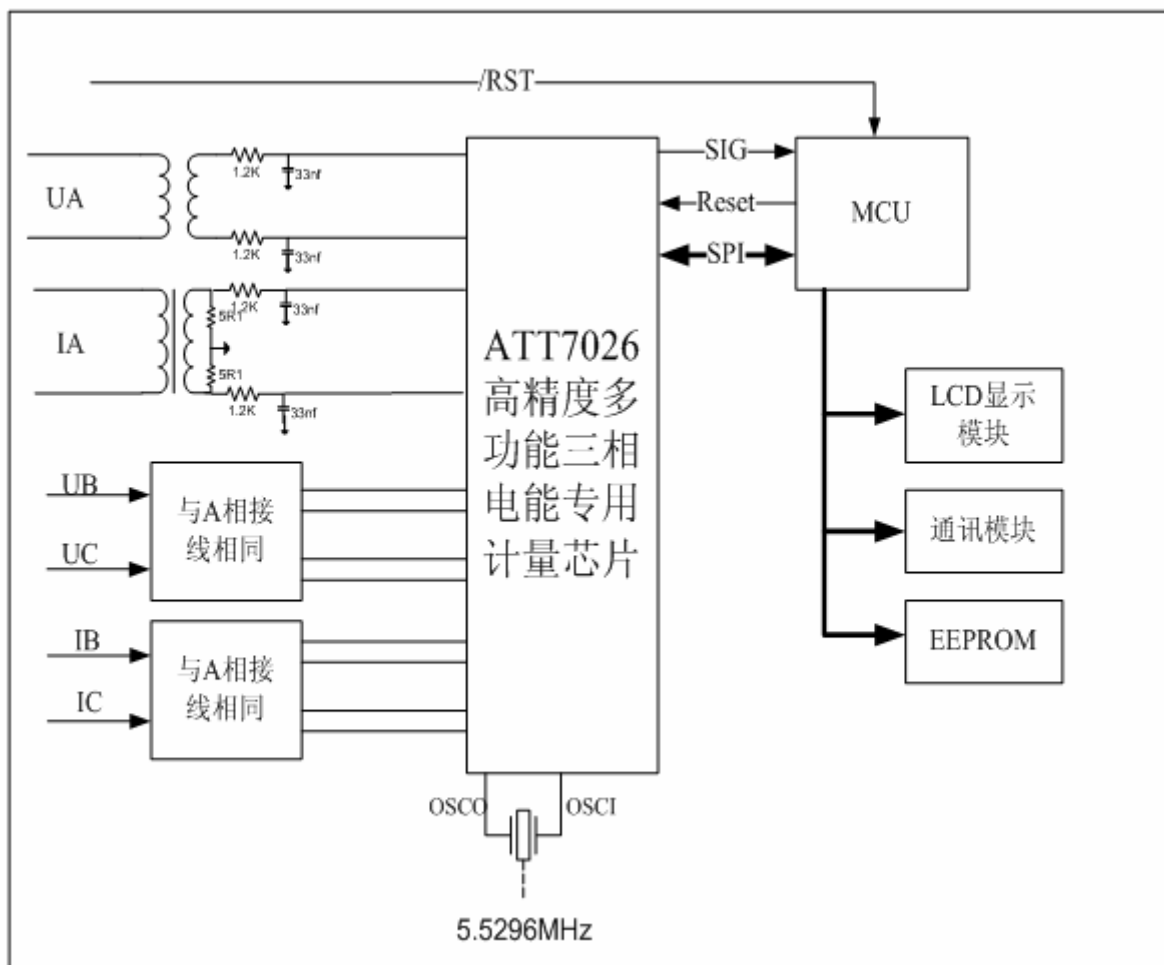 /RST
SIG
Reset
SPI
MCU
UA
1.2K
33nf
1.2K
33nf
IA
1.2K
5R1
33nf
5R1
1.2K
33nf
ATT7026
高精度多
功能三相
电能专用
计量芯片
LCD显示
模块
通讯模块
EEPROM
UB
UC
与A相接
线相同
IB
IC
与A相接
线相同
OSCO
OSCI
5.5296MHz